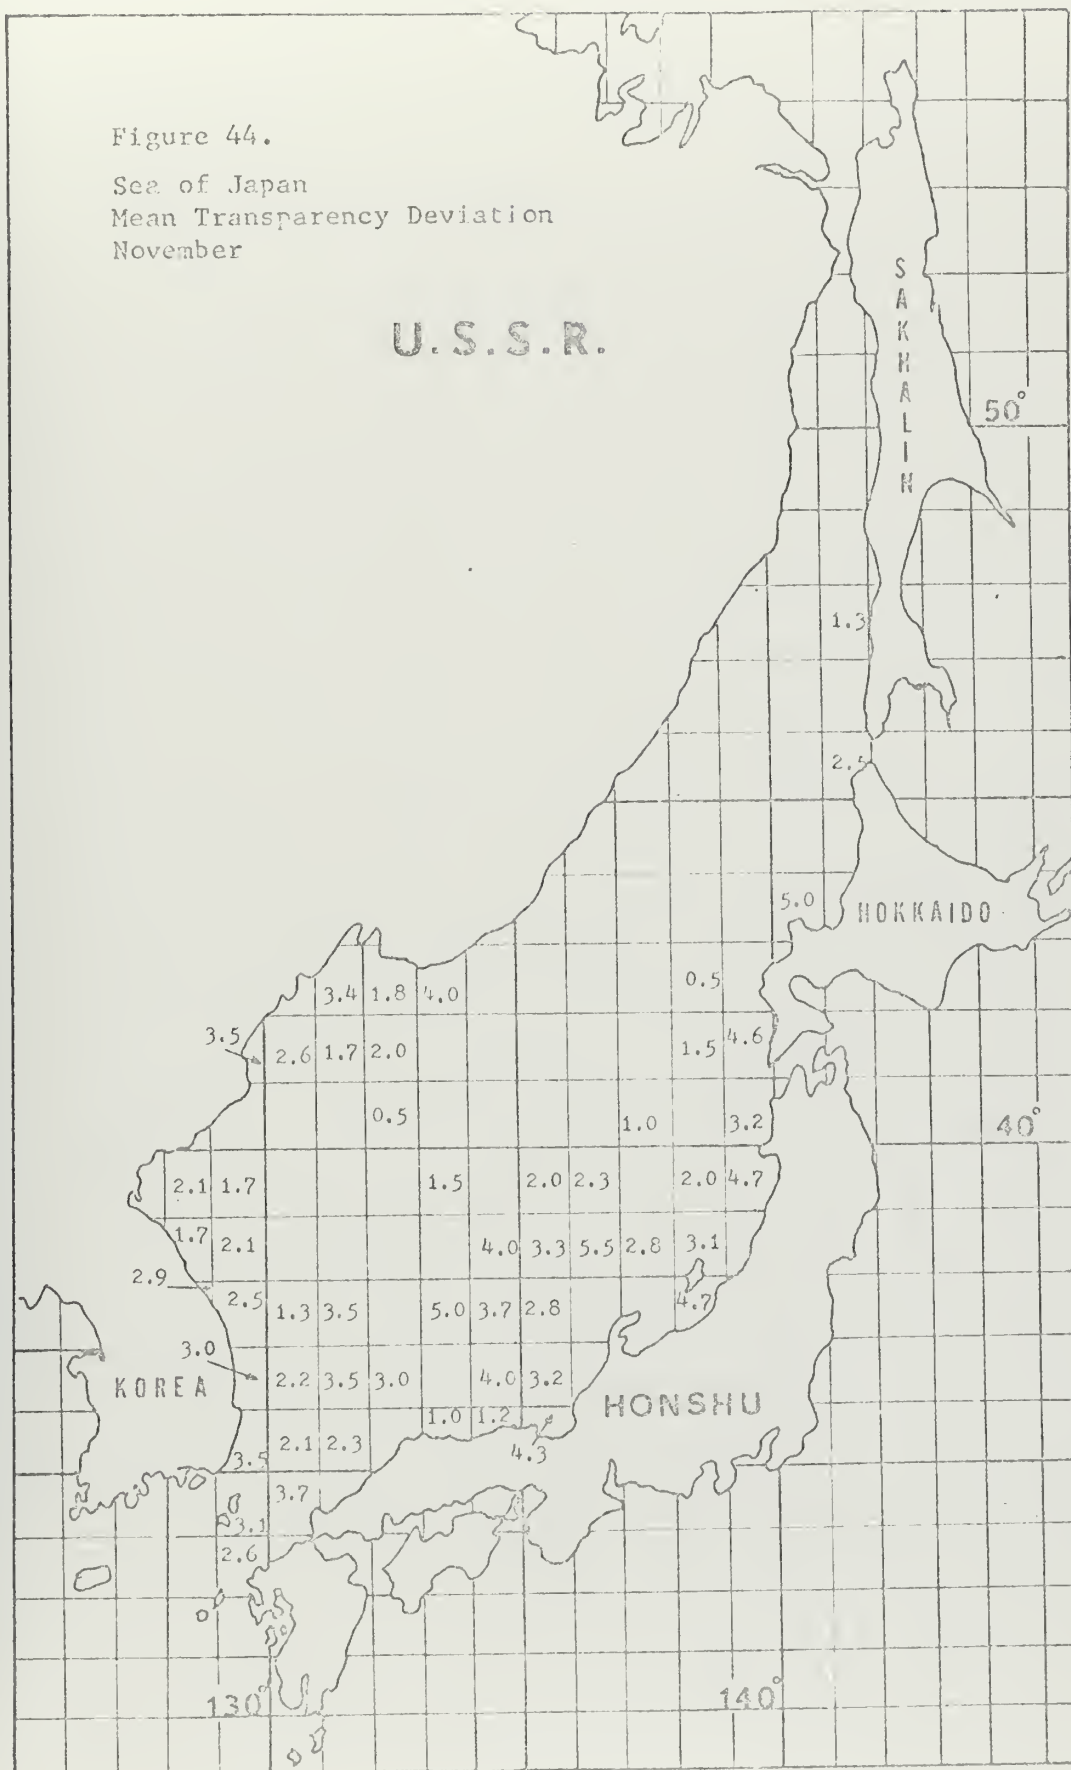 Figure 44.
Sea of Japan
Mean Transparency Deviation
November
U.S.S.R.
SAKHALIN
50°
1.3
2.5
5.0
HOKKAIDO
3.4 1.8 4.0 0.5
3.5
2.6 1.7 2.0 1.5 4.6
0.5 1.0 3.2 40°
2.1 1.7 1.5 2.0 2.3 2.0 4.7
1.7 2.1 4.0 3.3 5.5 2.8 3.1
2.9
2.5 1.3 3.5 5.0 3.7 2.8 4.7
3.0
KOREA 2.2 3.5 3.0 4.0 3.2 HONSHU
1.0 1.2
3.5 2.1 2.3 4.3
3.7
3.1
2.6
130° 140°